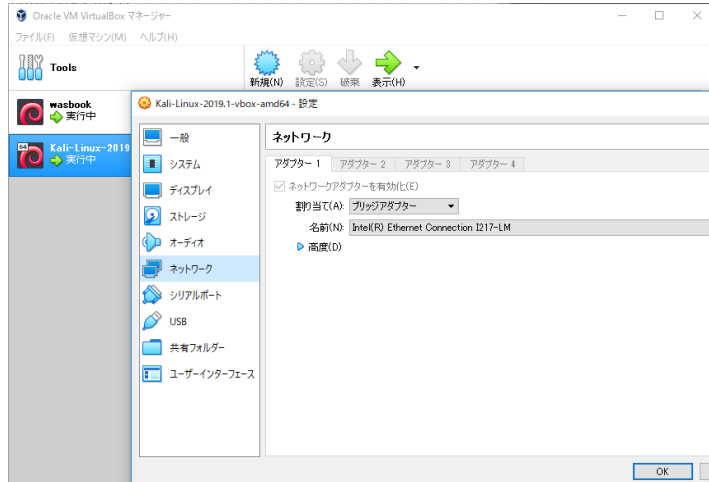 Oracle VM VirtualBox マネージャー
ファイル(F) 仮想マシン(M) ヘルプ(H)
Tools
新規(N) 設定(S) 破棄 表示(H)
wasbook
実行中
64
Kali-Linux-2019
実行中
Kali-Linux-2019.1-vbox-amd64 - 設定
一般
システム
ディスプレイ
ストレージ
オーディオ
ネットワーク
シリアルポート
USB
共有フォルダー
ユーザーインターフェース
ネットワーク
アダプター 1 アダプター 2 アダプター 3 アダプター 4
ネットワークアダプターを有効化(E)
割り当て(A): ブリッジアダプター
名前(N): Intel(R) Ethernet Connection I217-LM
高度(D)
OK